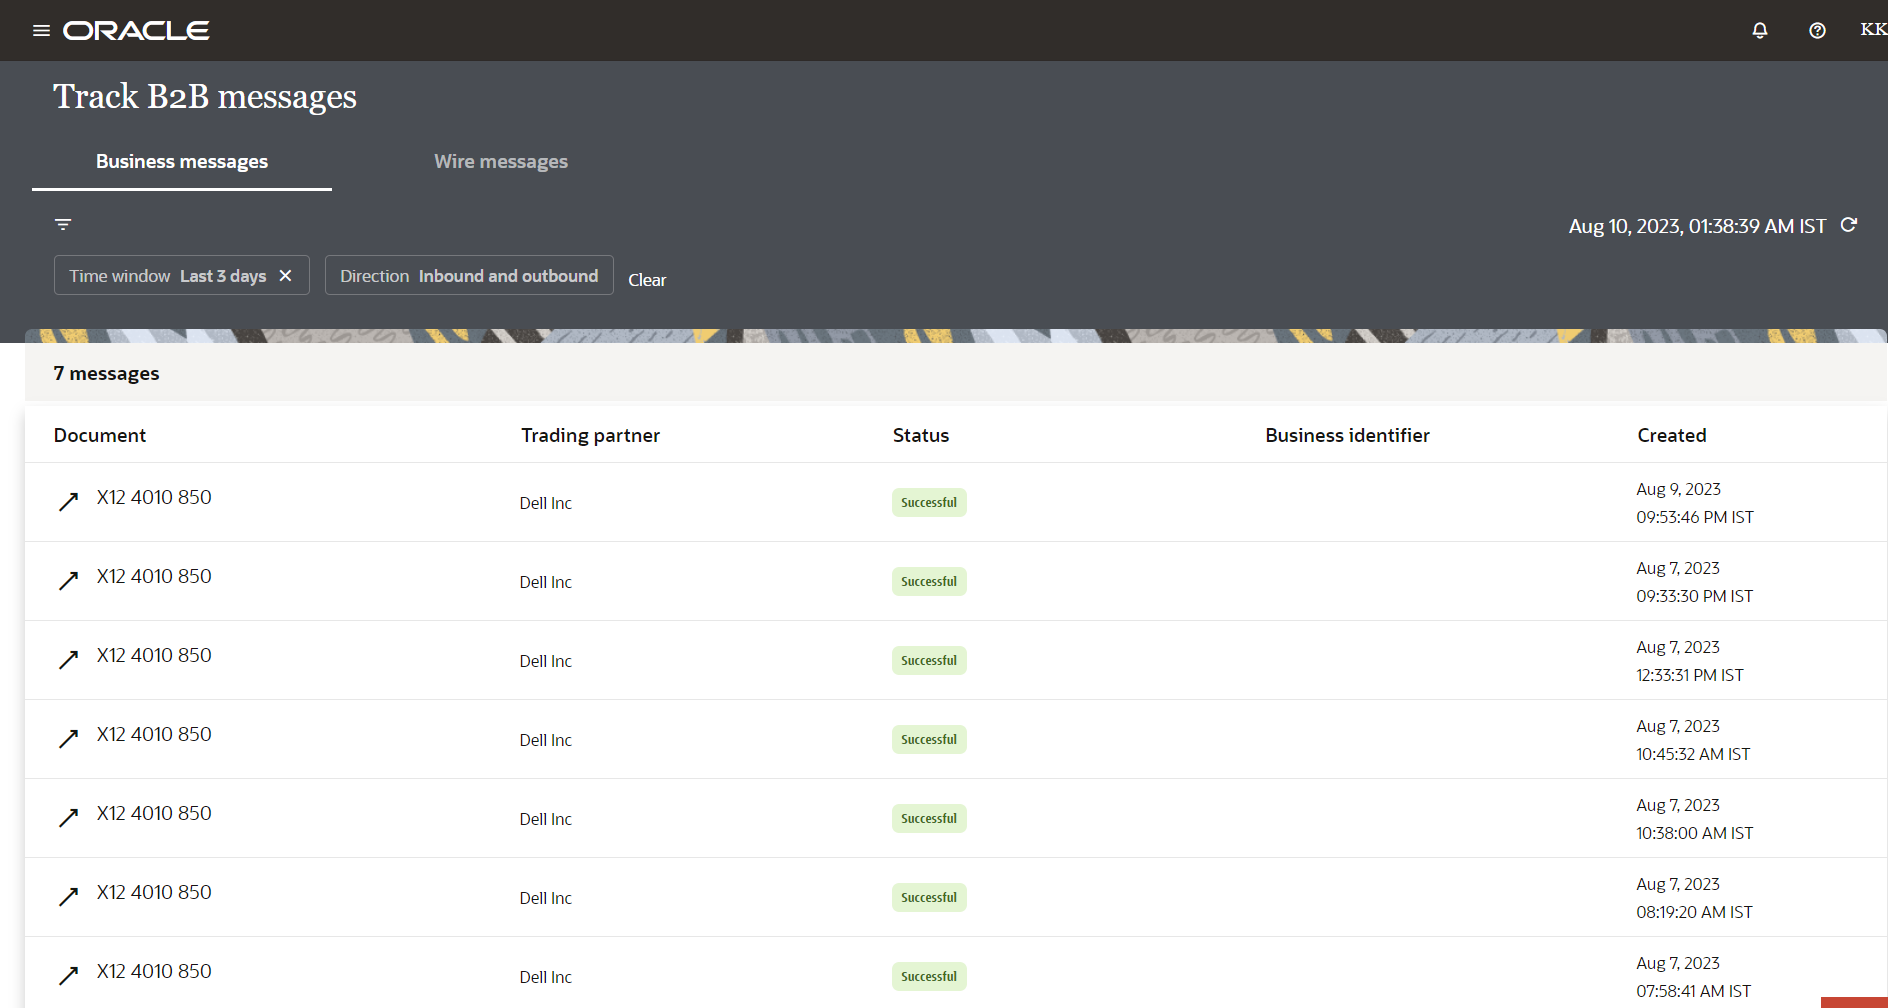 ORACLE
KK
Track B2B messages
Business messages
Wire messages
Aug 10, 2023, 01:38:39 AM IST
Time window Last 3 days
Direction Inbound and outbound
Clear
7 messages
Document
Trading partner
Status
Business identifier
Created
X12 4010 850
Dell Inc
Successful
Aug 9, 2023
09:53:46 PM IST
X12 4010 850
Dell Inc
Successful
Aug 7, 2023
09:33:30 PM IST
X12 4010 850
Dell Inc
Successful
Aug 7, 2023
12:33:31 PM IST
X12 4010 850
Dell Inc
Successful
Aug 7, 2023
10:45:32 AM IST
X12 4010 850
Dell Inc
Successful
Aug 7, 2023
10:38:00 AM IST
X12 4010 850
Dell Inc
Successful
Aug 7, 2023
08:19:20 AM IST
X12 4010 850
Dell Inc
Successful
Aug 7, 2023
07:58:41 AM IST